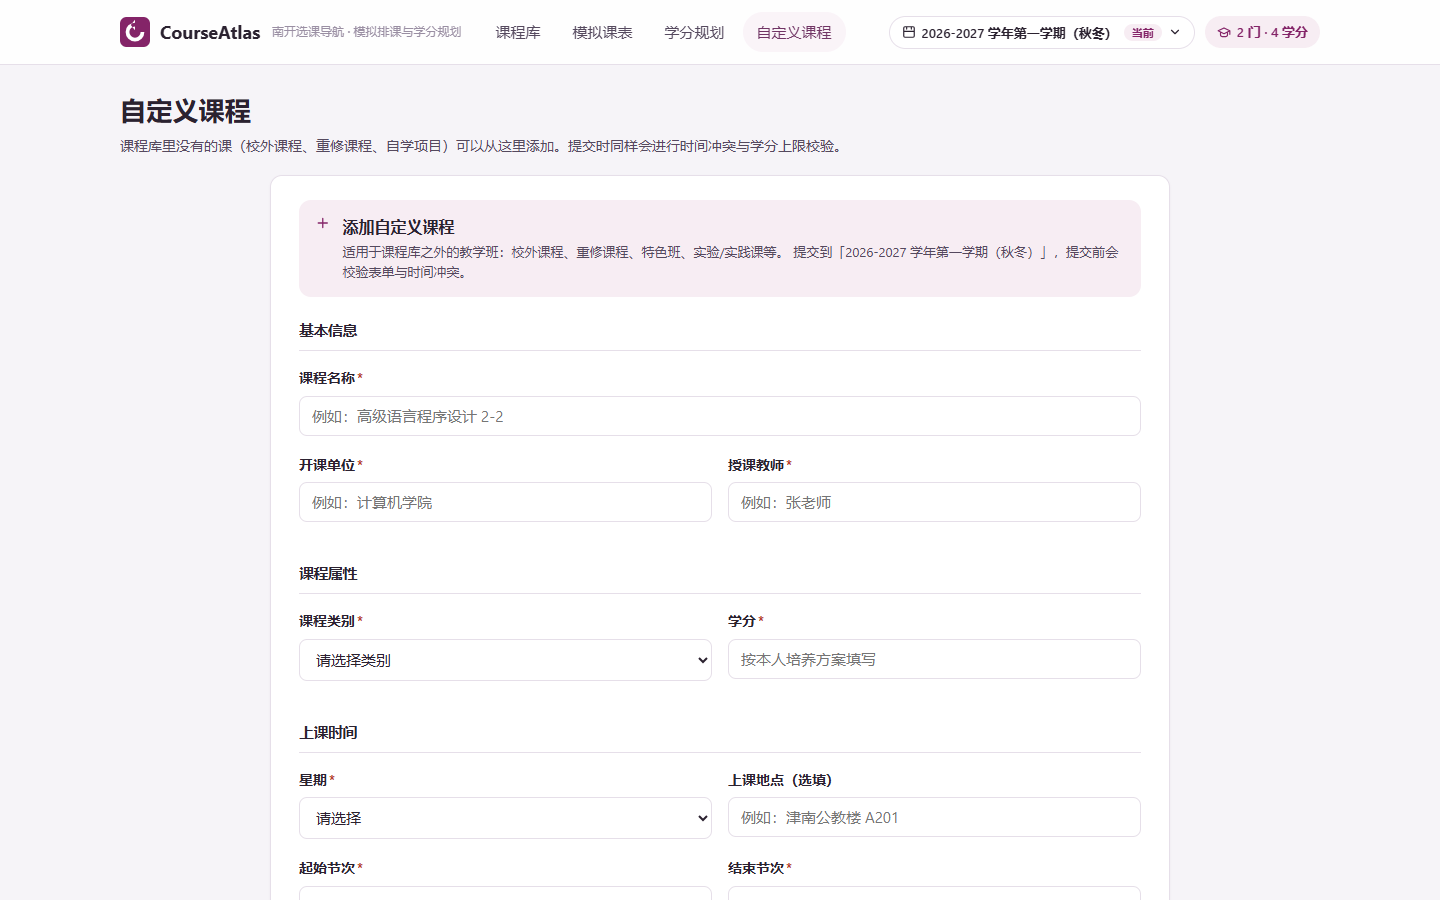 CourseAtlas 南开选课导航 · 模拟排课与学分规划 课程库 模拟课表 学分规划 自定义课程 2026-2027 学年第一学期（秋冬） 当前 2 门 · 4 学分
自定义课程
课程库里没有的课（校外课程、重修课程、自学项目）可以从这里添加。提交时同样会进行时间冲突与学分上限校验。
+ 添加自定义课程
适用于课程库之外的教学班：校外课程、重修课程、特色班、实验/实践课等。 提交到「2026-2027 学年第一学期（秋冬）」，提交前会
校验表单与时间冲突。
基本信息
课程名称*
例如：高级语言程序设计 2-2
开课单位* 授课教师*
例如：计算机学院 例如：张老师
课程属性
课程类别* 学分*
请选择类别 按本人培养方案填写
上课时间
星期* 上课地点（选填）
请选择 例如：津南公教楼 A201
起始节次* 结束节次*